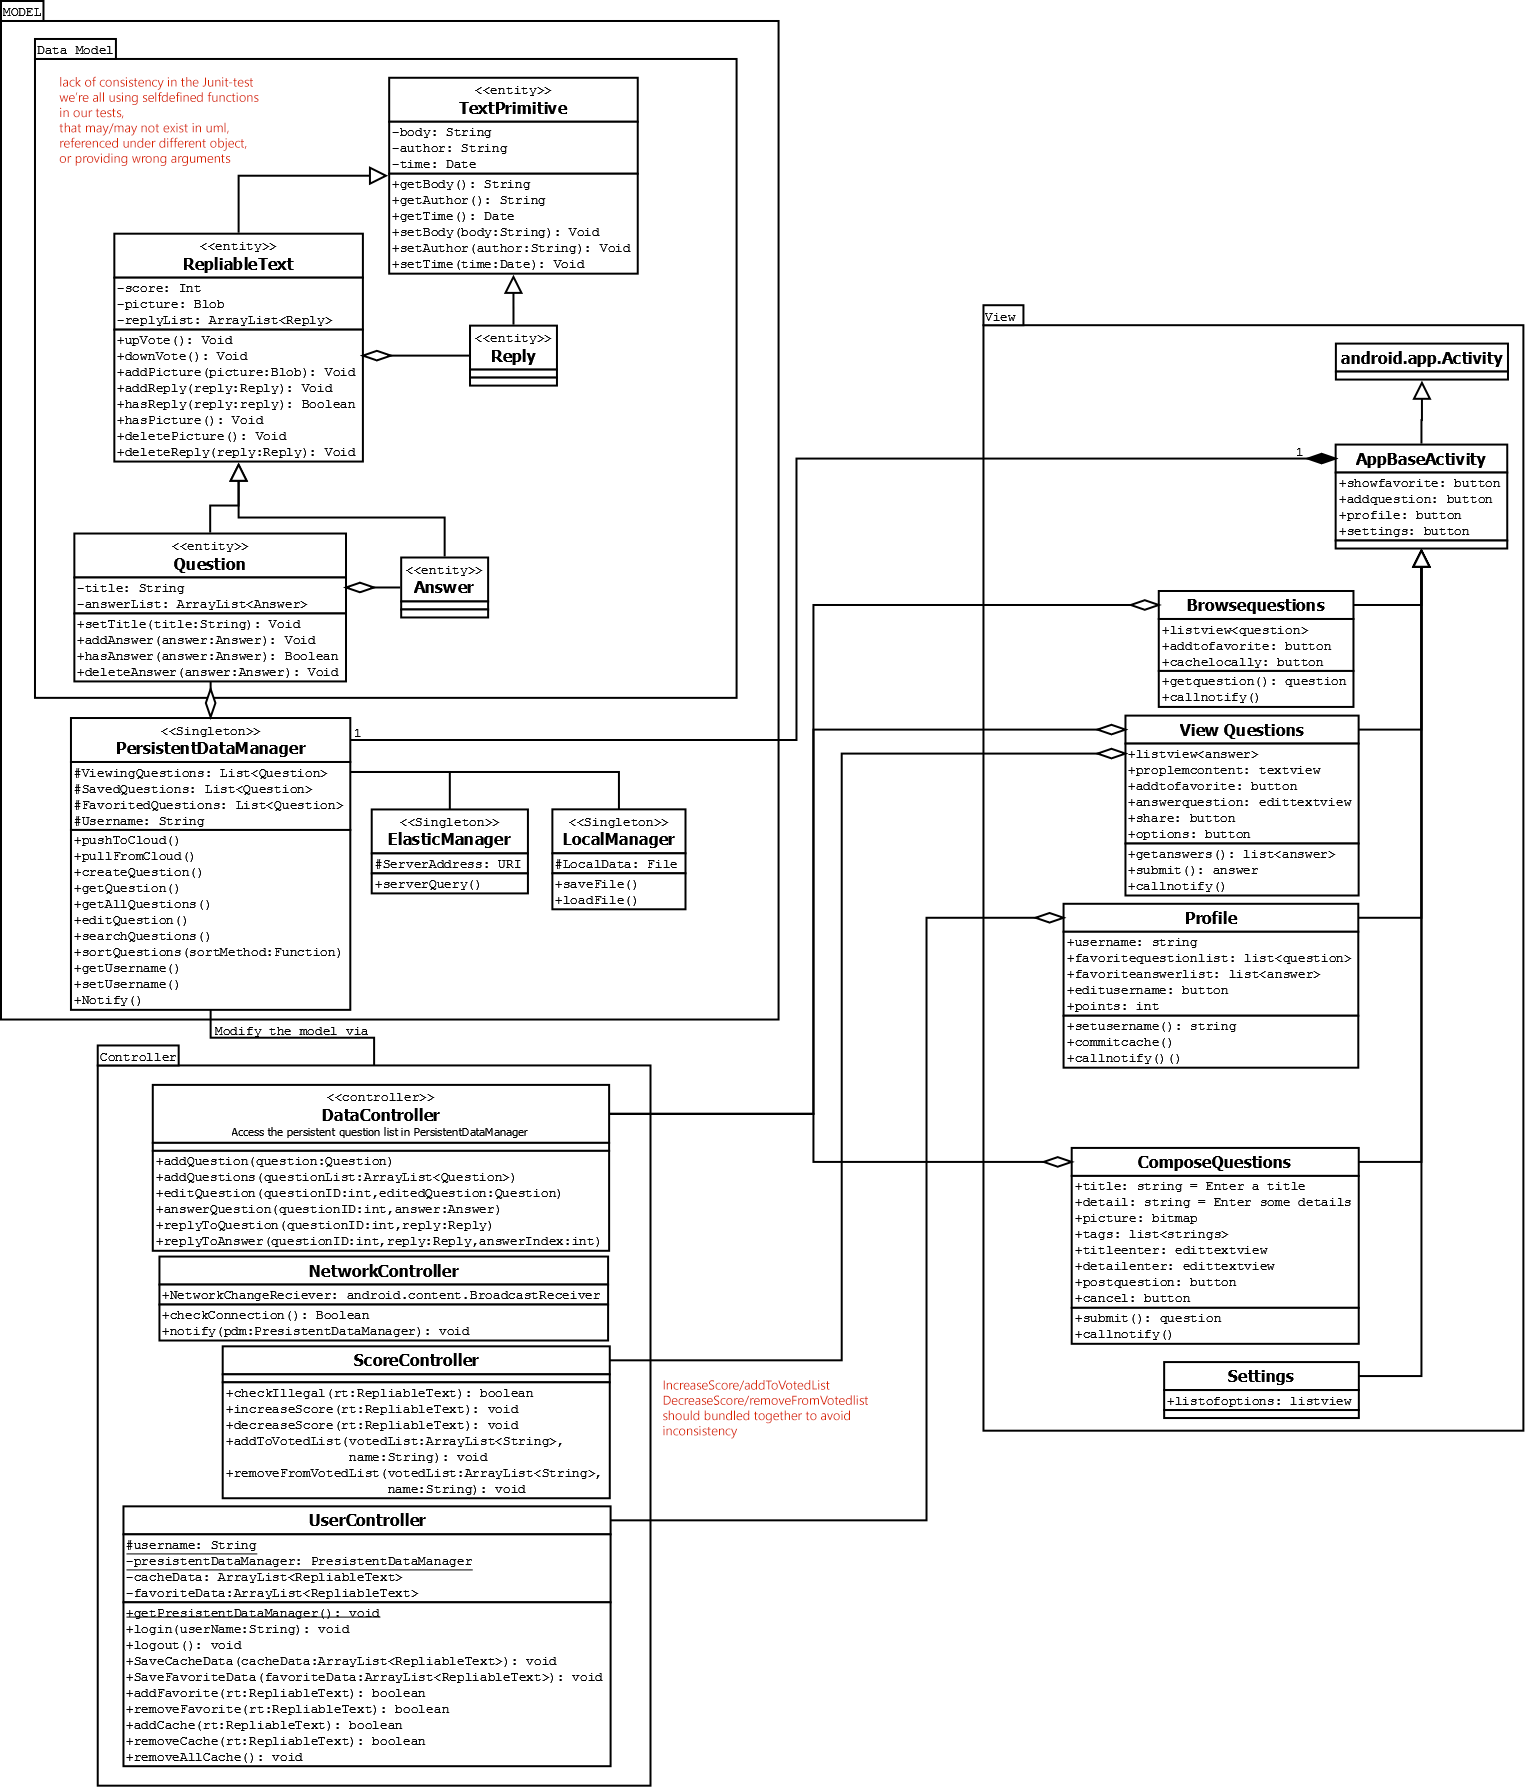 MODEL
Data Model
lack of consistency in the Junit-test
we're all using selfdefined functions
in our tests,
that may/may not exist in uml,
referenced under different object,
or providing wrong arguments
<<entity>>
TextPrimitive
-body: String
-author: String
-time: Date
+getBody(): String
+getAuthor(): String
+getTime(): Date
+setBody(body:String): Void
+setAuthor(author:String): Void
+setTime(time:Date): Void
<<entity>>
RepliableText
-score: Int
-picture: Blob
-replyList: ArrayList<Reply>
+upVote(): Void
+downVote(): Void
+addPicture(picture:Blob): Void
+addReply(reply:Reply): Void
+hasReply(reply:reply): Boolean
+hasPicture(): Void
+deletePicture(): Void
+deleteReply(reply:Reply): Void
<<entity>>
Reply
<<entity>>
Question
-title: String
-answerList: ArrayList<Answer>
+setTitle(title:String): Void
+addAnswer(answer:Answer): Void
+hasAnswer(answer:Answer): Boolean
+deleteAnswer(answer:Answer): Void
<<entity>>
Answer
<<Singleton>>
PersistentDataManager
#ViewingQuestions: List<Question>
#SavedQuestions: List<Question>
#FavoritedQuestions: List<Question>
#Username: String
+pushToCloud()
+pullFromCloud()
+createQuestion()
+getQuestion()
+getAllQuestions()
+editQuestion()
+searchQuestions()
+sortQuestions(sortMethod:Function)
+getUsername()
+setUsername()
+Notify()
1
<<Singleton>>
ElasticManager
#ServerAddress: URI
+serverQuery()
<<Singleton>>
LocalManager
#LocalData: File
+saveFile()
+loadFile()
Modify the model via
Controller
<<controller>>
DataController
Access the persistent question list in PersistentDataManager
+addQuestion(question:Question)
+addQuestions(questionList:ArrayList<Question>)
+editQuestion(questionID:int,editedQuestion:Question)
+answerQuestion(questionID:int,answer:Answer)
+replyToQuestion(questionID:int,reply:Reply)
+replyToAnswer(questionID:int,reply:Reply,answerIndex:int)
NetworkController
+NetworkChangeReciever: android.content.BroadcastReceiver
+checkConnection(): Boolean
+notify(pdm:PresistentDataManager): void
ScoreController
+checkIllegal(rt:RepliableText): boolean
+increaseScore(rt:RepliableText): void
+decreaseScore(rt:RepliableText): void
+addToVotedList(votedList:ArrayList<String>,
name:String): void
+removeFromVotedList(votedList:ArrayList<String>,
name:String): void
IncreaseScore/addToVotedList
DecreaseScore/removeFromVotedlist
should bundled together to avoid
inconsistency
UserController
#username: String
-presistentDataManager: PresistentDataManager
-cacheData: ArrayList<RepliableText>
-favoriteData:ArrayList<RepliableText>
+getPresistentDataManager(): void
+login(userName:String): void
+logout(): void
+SaveCacheData(cacheData:ArrayList<RepliableText>): void
+SaveFavoriteData(favoriteData:ArrayList<RepliableText>): void
+addFavorite(rt:RepliableText): boolean
+removeFavorite(rt:RepliableText): boolean
+addCache(rt:RepliableText): boolean
+removeCache(rt:RepliableText): boolean
+removeAllCache(): void
View
android.app.Activity
1
AppBaseActivity
+showfavorite: button
+addquestion: button
+profile: button
+settings: button
Browsequestions
+listview<question>
+addtofavorite: button
+cachelocally: button
+getquestion(): question
+callnotify()
View Questions
+listview<answer>
+proplemcontent: textview
+addtofavorite: button
+answerquestion: edittextview
+share: button
+options: button
+getanswers(): list<answer>
+submit(): answer
+callnotify()
Profile
+username: string
+favoritequestionlist: list<question>
+favoriteanswerlist: list<answer>
+editusername: button
+points: int
+setusername(): string
+commitcache()
+callnotify()()
ComposeQuestions
+title: string = Enter a title
+detail: string = Enter some details
+picture: bitmap
+tags: list<strings>
+titleenter: edittextview
+detailenter: edittextview
+postquestion: button
+cancel: button
+submit(): question
+callnotify()
Settings
+listofoptions: listview